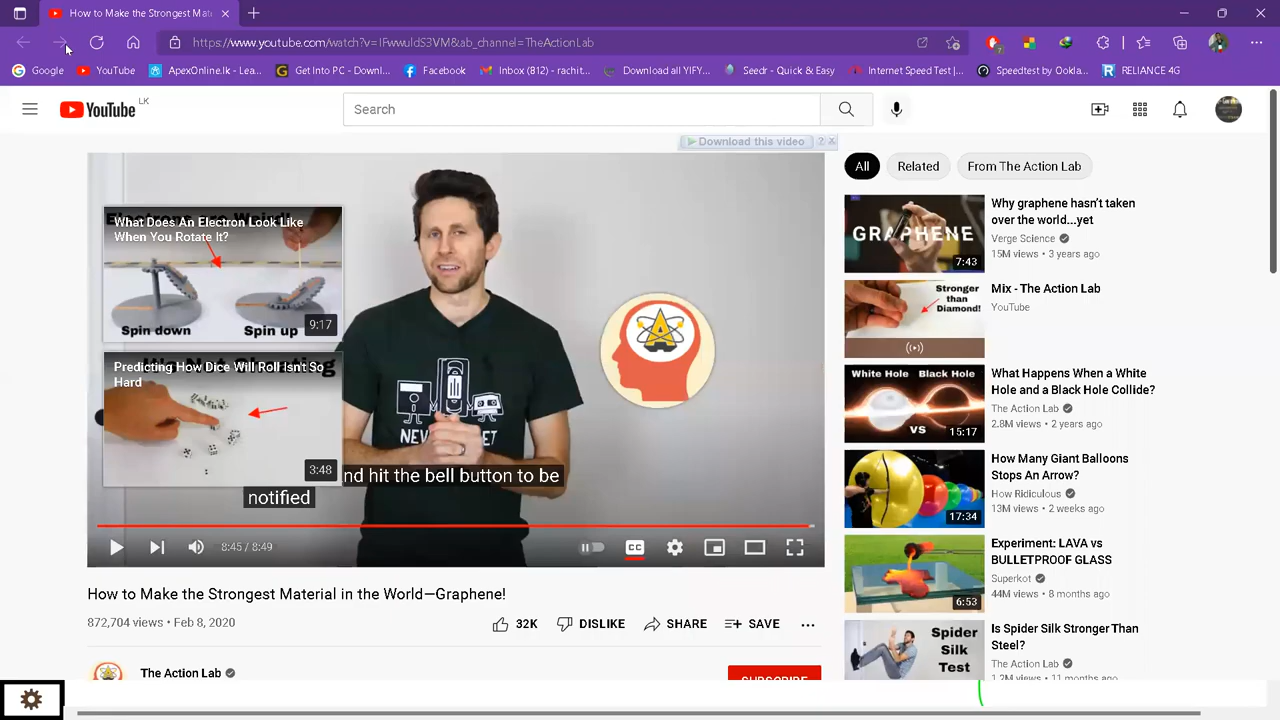 How to Make the Strongest Mat
https://www.youtube.com/watch?v=IFwwuldS3VM&ab_channel=TheActionLab
Google
YouTube
ApexOnline.lk - Lea...
Get Into PC - Downl...
Facebook
Inbox (812) - rachit...
Download all YIFY...
Seedr - Quick & Easy
Internet Speed Test |...
Speedtest by Ookla...
RELIANCE 4G
YouTube
LK
Search
Download this video
All
Related
From The Action Lab
What Does An Electron Look Like
When You Rotate It?
Spin down
Spin up
9:17
Predicting How Dice Will Roll Isn't So
Hard
3:48
nd hit the bell button to be
notified
8:45 / 8:49
CC
How to Make the Strongest Material in the World—Graphene!
872,704 views • Feb 8, 2020
32K
DISLIKE
SHARE
SAVE
The Action Lab
SUBSCRIBE
GRAPHENE
7:43
Why graphene hasn't taken
over the world...yet
Verge Science
15M views • 3 years ago
Stronger
than
Diamond!
Mix - The Action Lab
YouTube
White Hole
Black Hole
VS
15:17
What Happens When a White
Hole and a Black Hole Collide?
The Action Lab
2.8M views • 2 years ago
17:34
How Many Giant Balloons
Stops An Arrow?
How Ridiculous
13M views • 2 weeks ago
6:53
Experiment: LAVA vs
BULLETPROOF GLASS
Superkot
44M views • 8 months ago
Spider
Silk
Test
Is Spider Silk Stronger Than
Steel?
The Action Lab
1.2M views • 11 months ago